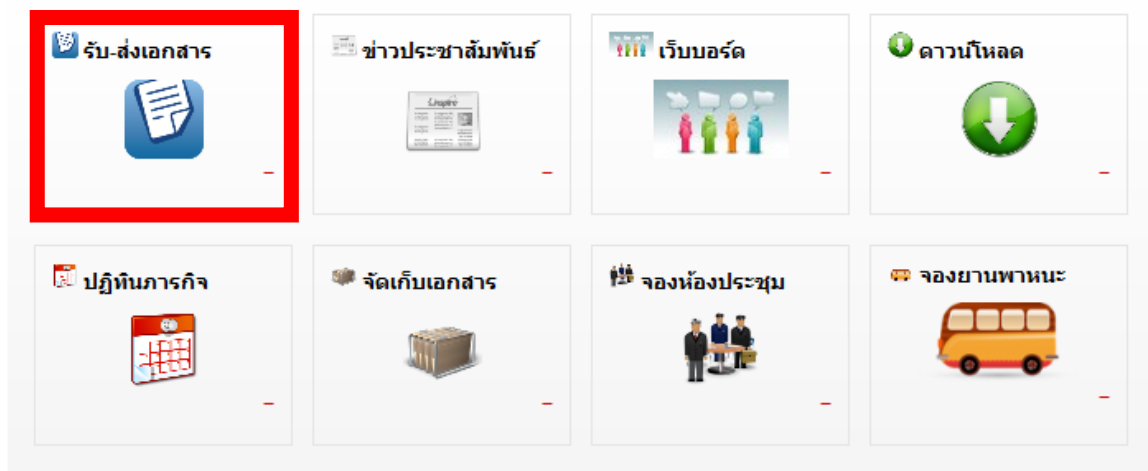 รับ-ส่งเอกสาร
ข่าวประชาสัมพันธ์
เว็บบอร์ด
ดาวน์โหลด
Linspire
ปฏิทินภารกิจ
จัดเก็บเอกสาร
จองห้องประชุม
จองยานพาหนะ